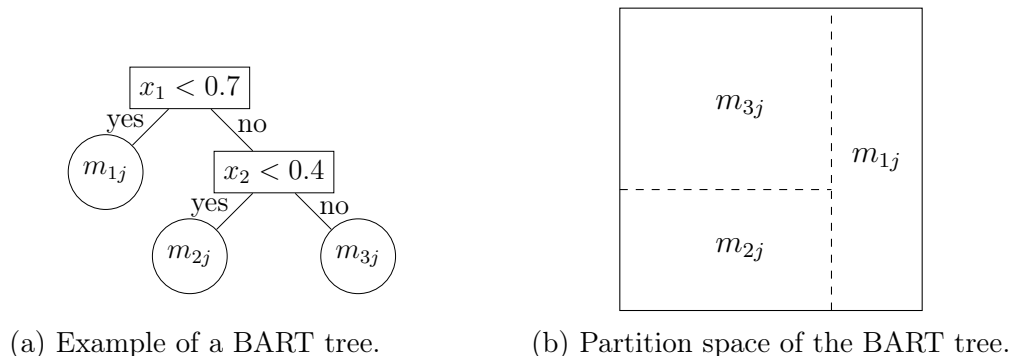 x₁ < 0.7
yes
no
m₁ⱼ
x₂ < 0.4
yes
no
m₂ⱼ
m₃ⱼ
(a) Example of a BART tree.
m₃ⱼ
m₁ⱼ
m₂ⱼ
(b) Partition space of the BART tree.